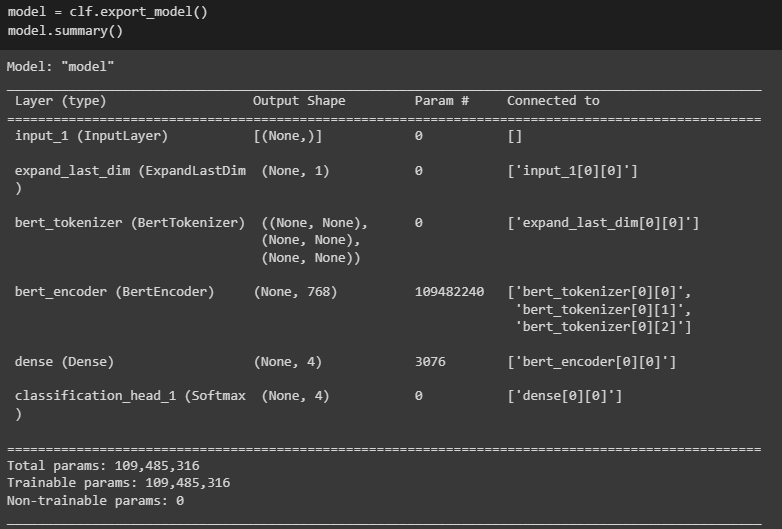 model = clf.export_model()
model.summary()
Model: "model"
__________________________________________________________________________________________________
Layer (type) Output Shape Param # Connected to
==================================================================================================
input_1 (InputLayer) [(None,)] 0 []
expand_last_dim (ExpandLastDim (None, 1) 0 ['input_1[0][0]']
)
bert_tokenizer (BertTokenizer) ((None, None), 0 ['expand_last_dim[0][0]']
(None, None),
(None, None))
bert_encoder (BertEncoder) (None, 768) 109482240 ['bert_tokenizer[0][0]',
'bert_tokenizer[0][1]',
'bert_tokenizer[0][2]']
dense (Dense) (None, 4) 3076 ['bert_encoder[0][0]']
classification_head_1 (Softmax (None, 4) 0 ['dense[0][0]']
)
==================================================================================================
Total params: 109,485,316
Trainable params: 109,485,316
Non-trainable params: 0
__________________________________________________________________________________________________